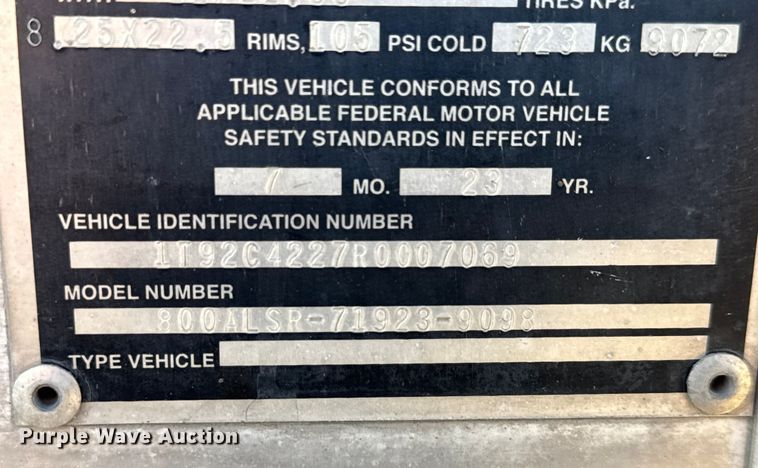 TIRES KPa.
8.25X22.5 RIMS, 105 PSI COLD 723 KG 9072
THIS VEHICLE CONFORMS TO ALL
APPLICABLE FEDERAL MOTOR VEHICLE
SAFETY STANDARDS IN EFFECT IN:
7 MO. 23 YR.
VEHICLE IDENTIFICATION NUMBER
1T92C4227R0007069
MODEL NUMBER
800ALSR-71923-9098
TYPE VEHICLE
Purple Wave Auction